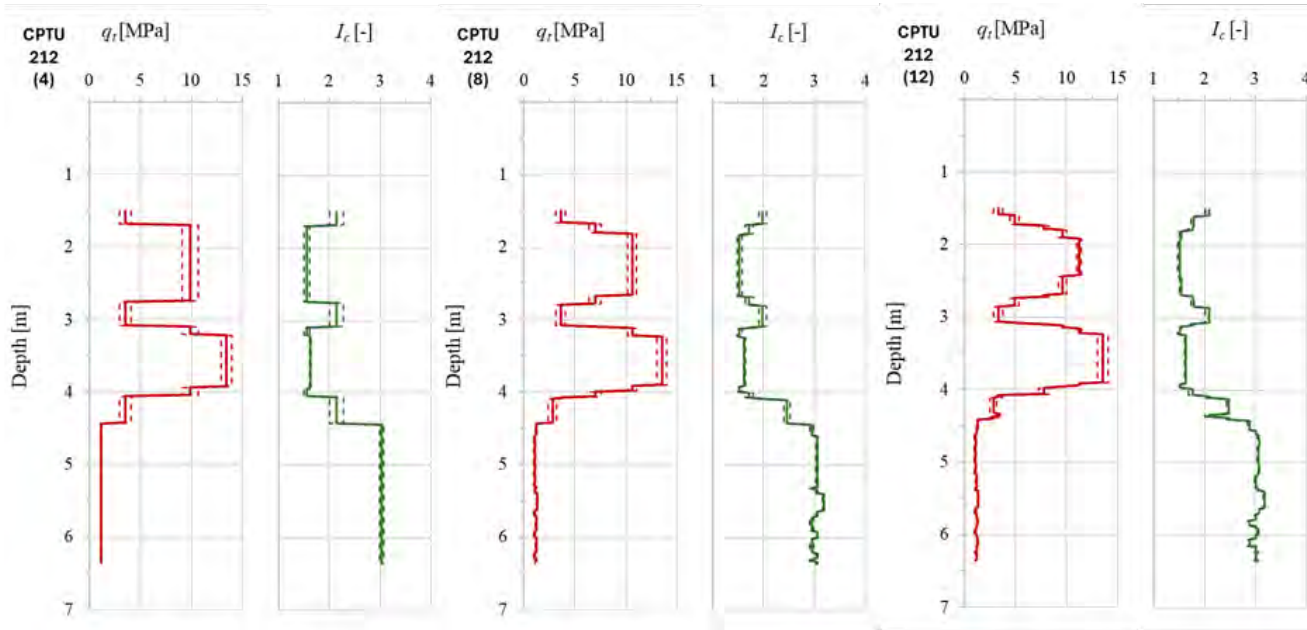 CPTU
212
(4)
qt [MPa]
0 5 10 15
Ic [-]
1 2 3 4
Depth [m]
1
2
3
4
5
6
7
CPTU
212
(8)
qt [MPa]
0 5 10 15
Ic [-]
1 2 3 4
Depth [m]
1
2
3
4
5
6
7
CPTU
212
(12)
qt [MPa]
0 5 10 15
Ic [-]
1 2 3 4
Depth [m]
1
2
3
4
5
6
7